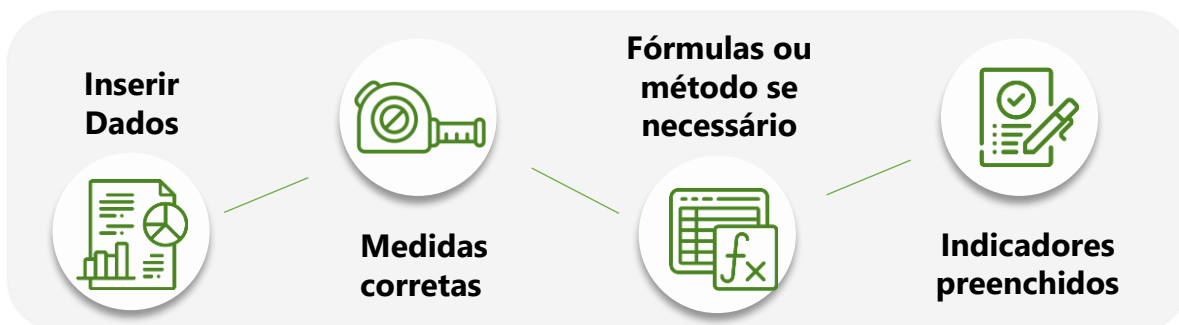 Inserir
Dados
Medidas
corretas
Fórmulas ou
método se
necessário
Indicadores
preenchidos